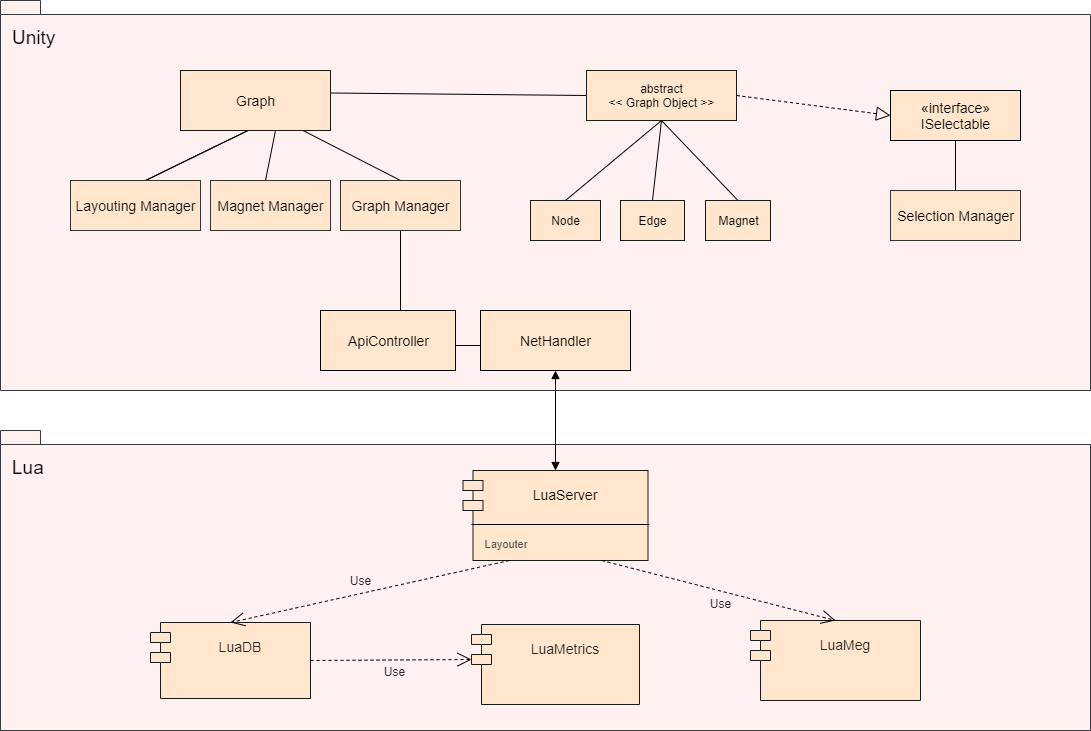 Unity
Graph
abstract
<< Graph Object >>
«interface»
ISelectable
Layouting Manager
Magnet Manager
Graph Manager
Node
Edge
Magnet
Selection Manager
ApiController
NetHandler
Lua
LuaServer
Layouter
Use
Use
LuaDB
LuaMetrics
LuaMeg
Use